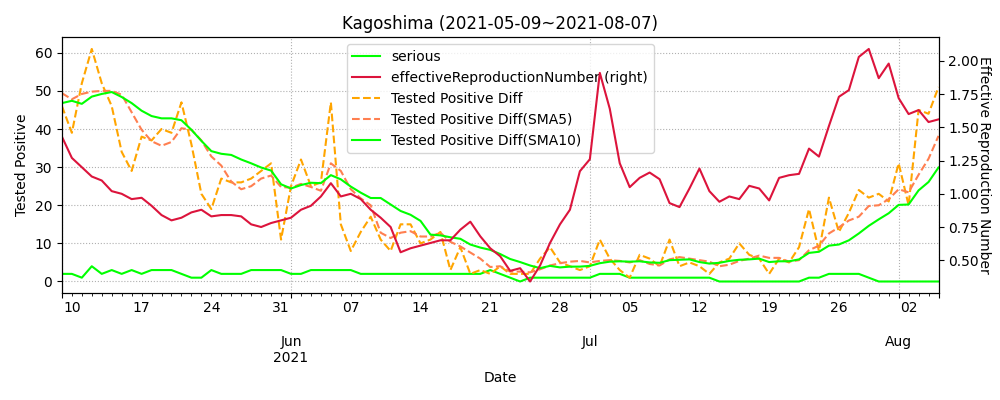 Kagoshima (2021-05-09~2021-08-07)
serious
effectiveReproductionNumber (right)
Tested Positive Diff
Tested Positive Diff(SMA5)
Tested Positive Diff(SMA10)
Tested Positive
60
50
40
30
20
10
0
2.00
1.75
1.50
1.25
1.00
0.75
0.50
Effective Reproduction Number
10 17 24 31 07 14 21 28 05 12 19 26 02
Jun Jul Aug
2021
Date